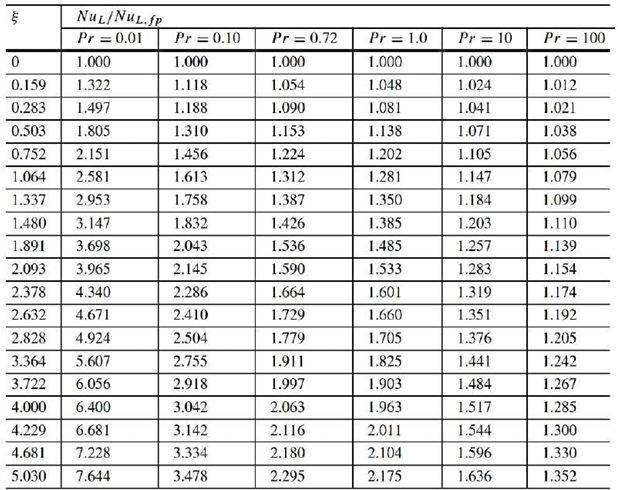 ξ Nu_L/Nu_L,fp
Pr = 0.01 Pr = 0.10 Pr = 0.72 Pr = 1.0 Pr = 10 Pr = 100
0 1.000 1.000 1.000 1.000 1.000 1.000
0.159 1.322 1.118 1.054 1.048 1.024 1.012
0.283 1.497 1.188 1.090 1.081 1.041 1.021
0.503 1.805 1.310 1.153 1.138 1.071 1.038
0.752 2.151 1.456 1.224 1.202 1.105 1.056
1.064 2.581 1.613 1.312 1.281 1.147 1.079
1.337 2.953 1.758 1.387 1.350 1.184 1.099
1.480 3.147 1.832 1.426 1.385 1.203 1.110
1.891 3.698 2.043 1.536 1.485 1.257 1.139
2.093 3.965 2.145 1.590 1.533 1.283 1.154
2.378 4.340 2.286 1.664 1.601 1.319 1.174
2.632 4.671 2.410 1.729 1.660 1.351 1.192
2.828 4.924 2.504 1.779 1.705 1.376 1.205
3.364 5.607 2.755 1.911 1.825 1.441 1.242
3.722 6.056 2.918 1.997 1.903 1.484 1.267
4.000 6.400 3.042 2.063 1.963 1.517 1.285
4.229 6.681 3.142 2.116 2.011 1.544 1.300
4.681 7.228 3.334 2.180 2.104 1.596 1.330
5.030 7.644 3.478 2.295 2.175 1.636 1.352